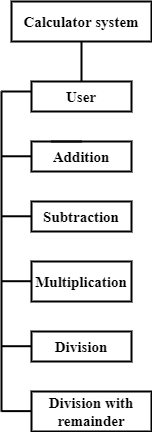 Calculator system
User
Addition
Subtraction
Multiplication
Division
Division with
remainder